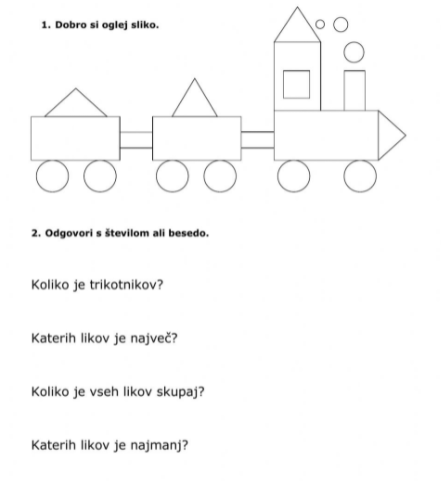 1. Dobro si oglej sliko.
2. Odgovori s številom ali besedo.
Koliko je trikotnikov?
Katerih likov je največ?
Koliko je vseh likov skupaj?
Katerih likov je najmanj?